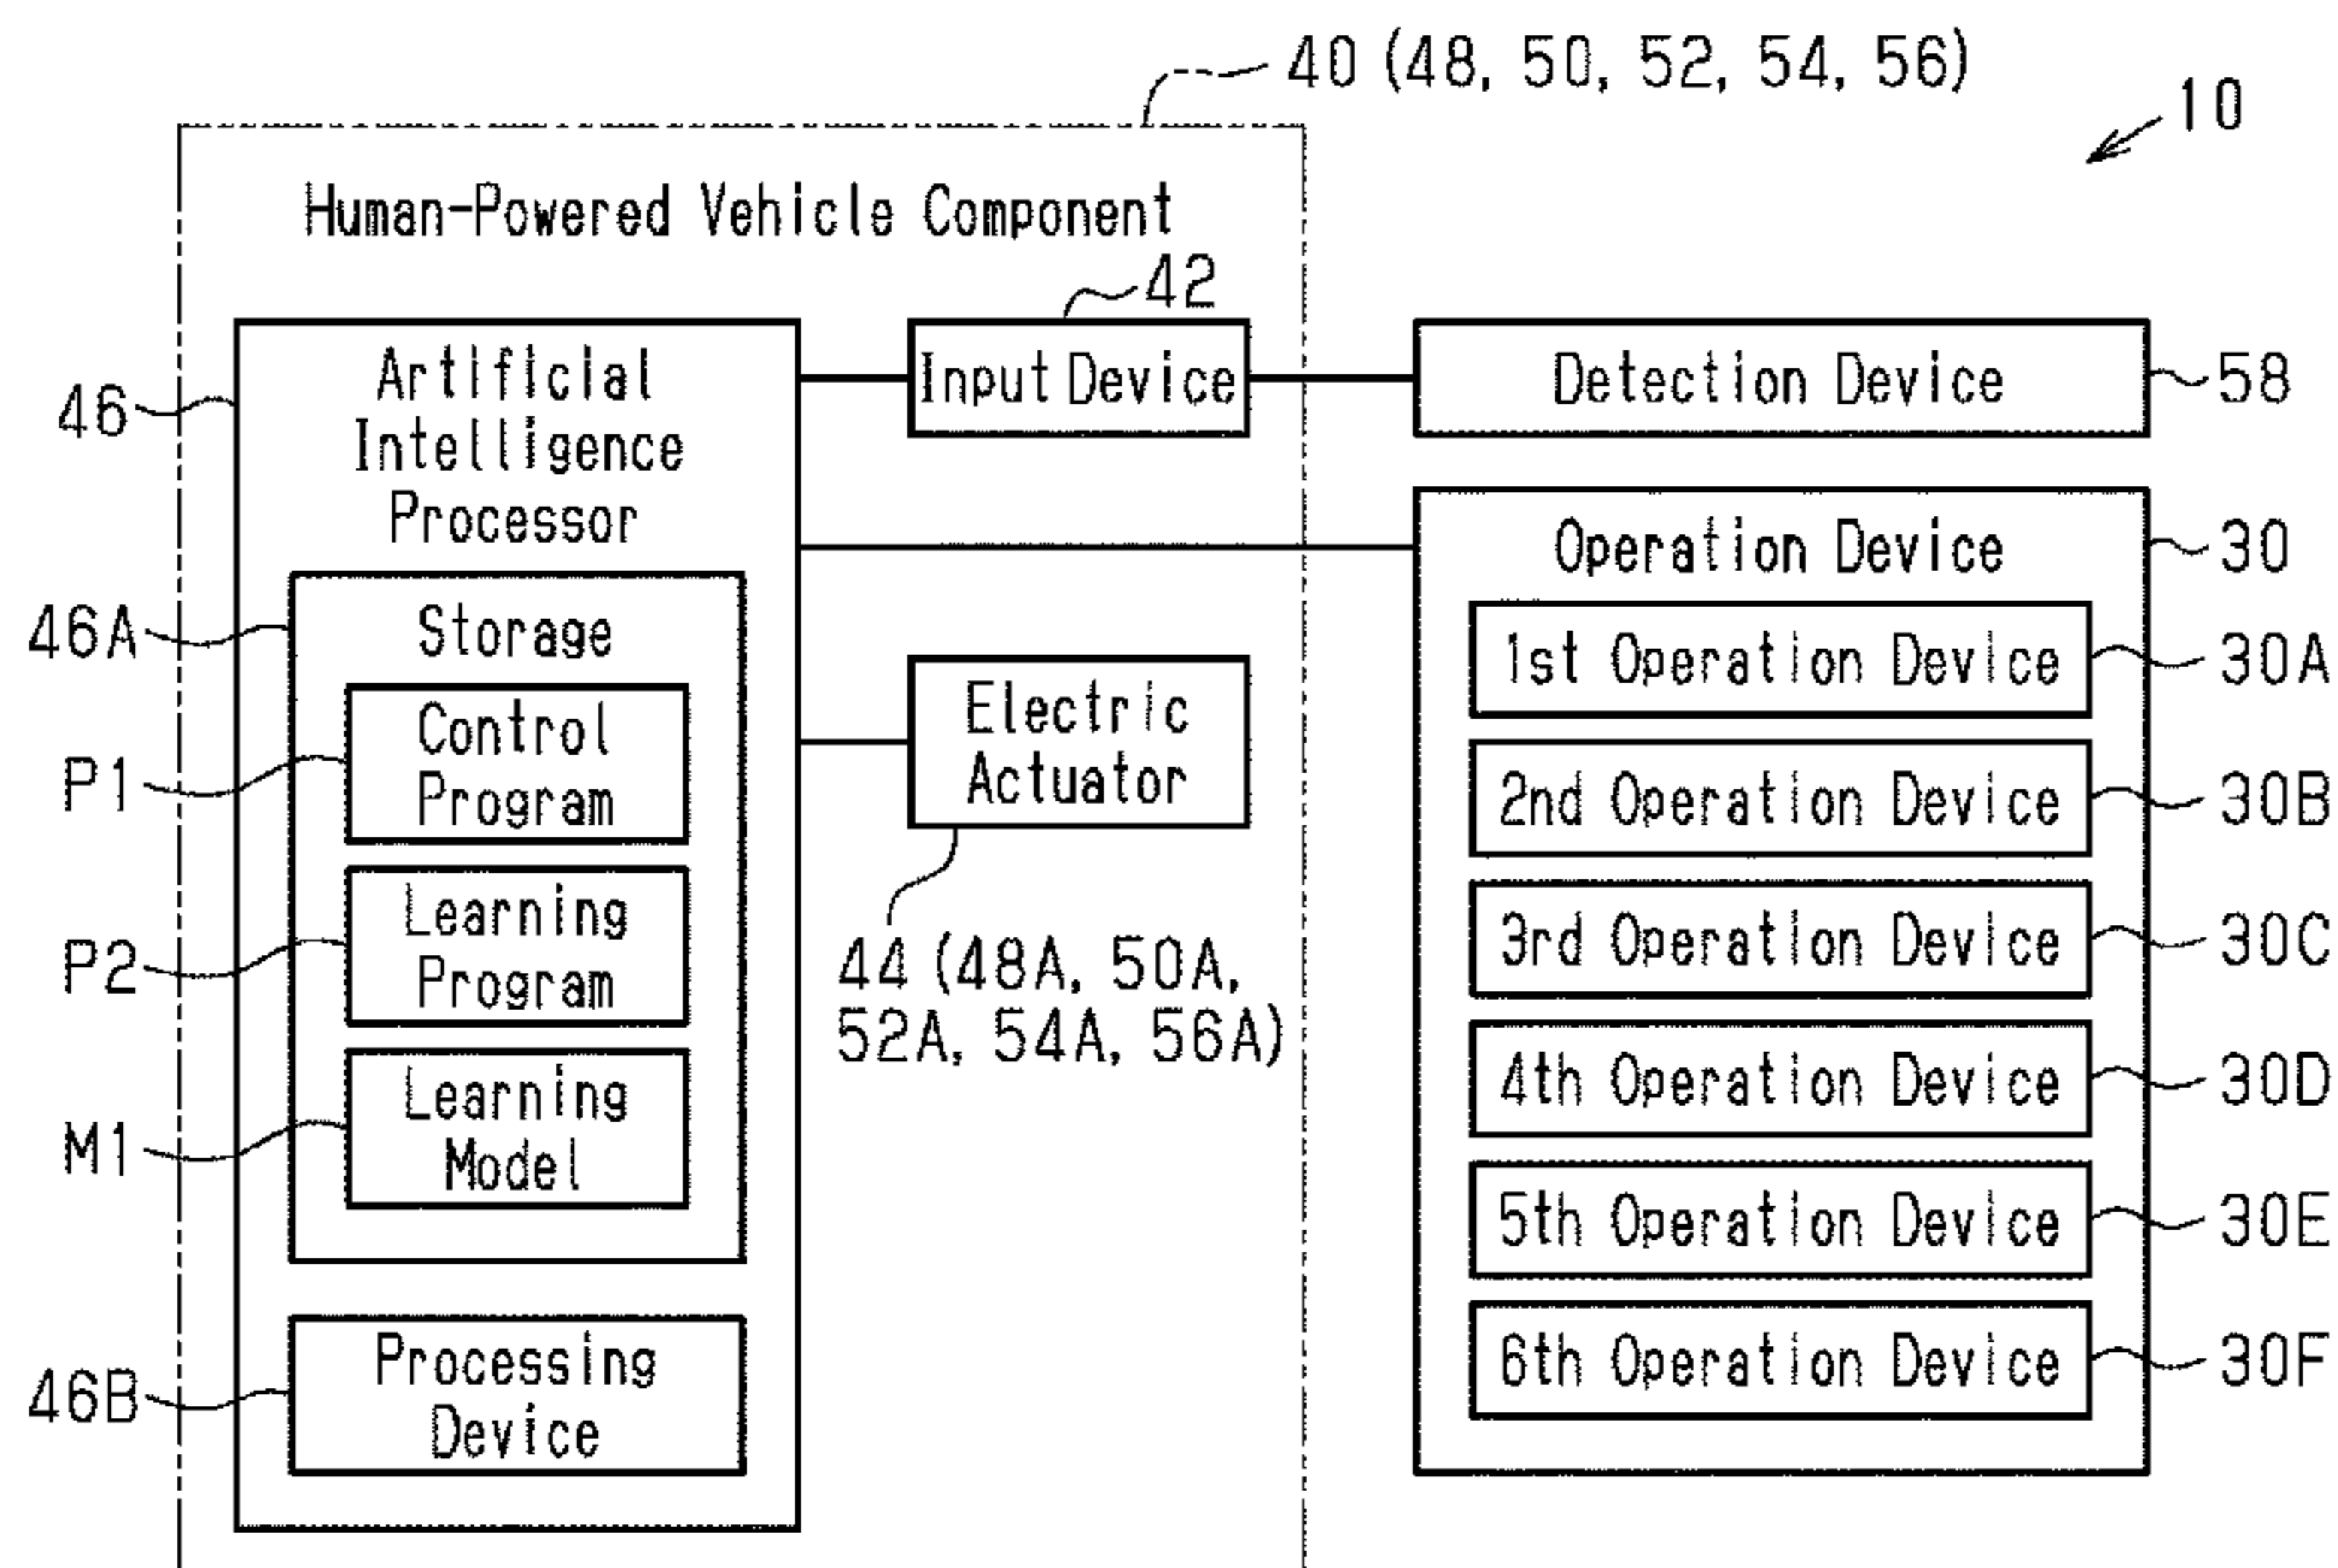 40 (48, 50, 52, 54, 56)
10
Human-Powered Vehicle Component
42
46
Artificial
Intelligence
Processor
Input Device
Detection Device
58
Operation Device
30
46A
Storage
1st Operation Device
30A
P1
Control
Program
Electric
Actuator
2nd Operation Device
30B
P2
Learning
Program
44 (48A, 50A,
52A, 54A, 56A)
3rd Operation Device
30C
M1
Learning
Model
4th Operation Device
30D
5th Operation Device
30E
46B
Processing
Device
6th Operation Device
30F